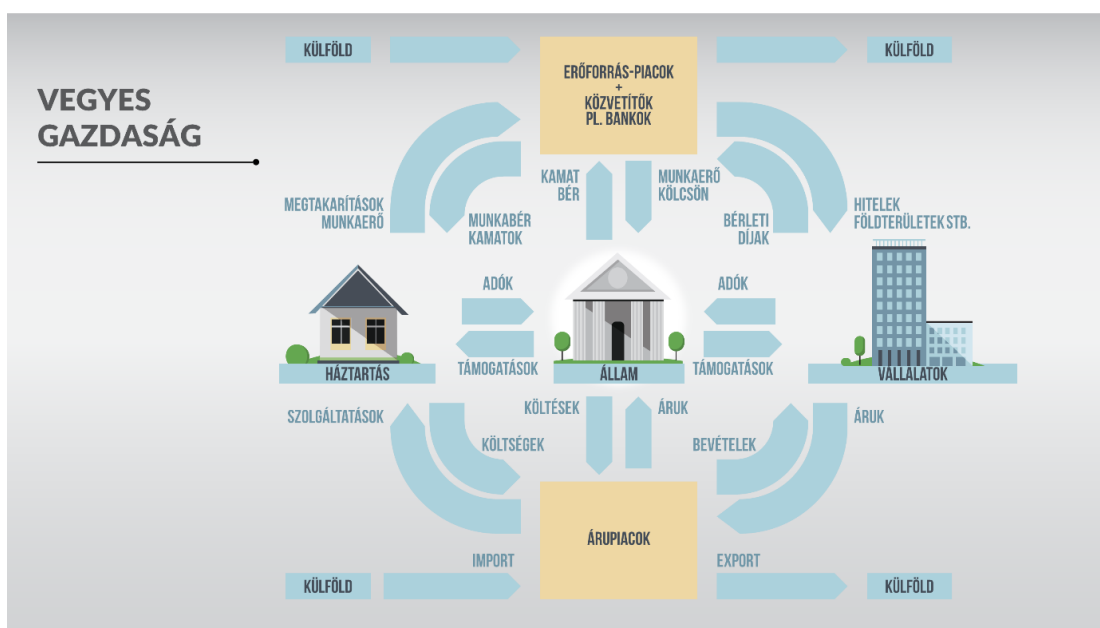 KÜLFÖLD
ERŐFORRÁS-PIACOK
+
KÖZVETÍTŐK
PL. BANKOK
KÜLFÖLD
VEGYES
GAZDASÁG
MEGTAKARÍTÁSOK
MUNKAERŐ
MUNKABÉR
KAMATOK
KAMAT
BÉR
MUNKAERŐ
KÖLCSÖN
BÉRLETI
DÍJAK
HITELEK
FÖLDTERÜLETEK STB.
ADÓK
ADÓK
TÁMOGATÁSOK
TÁMOGATÁSOK
HÁZTARTÁS
ÁLLAM
VÁLLALATOK
SZOLGÁLTATÁSOK
KÖLTSÉGEK
KÖLTÉSEK
ÁRUK
BEVÉTELEK
ÁRUK
ÁRUPIACOK
IMPORT
EXPORT
KÜLFÖLD
KÜLFÖLD